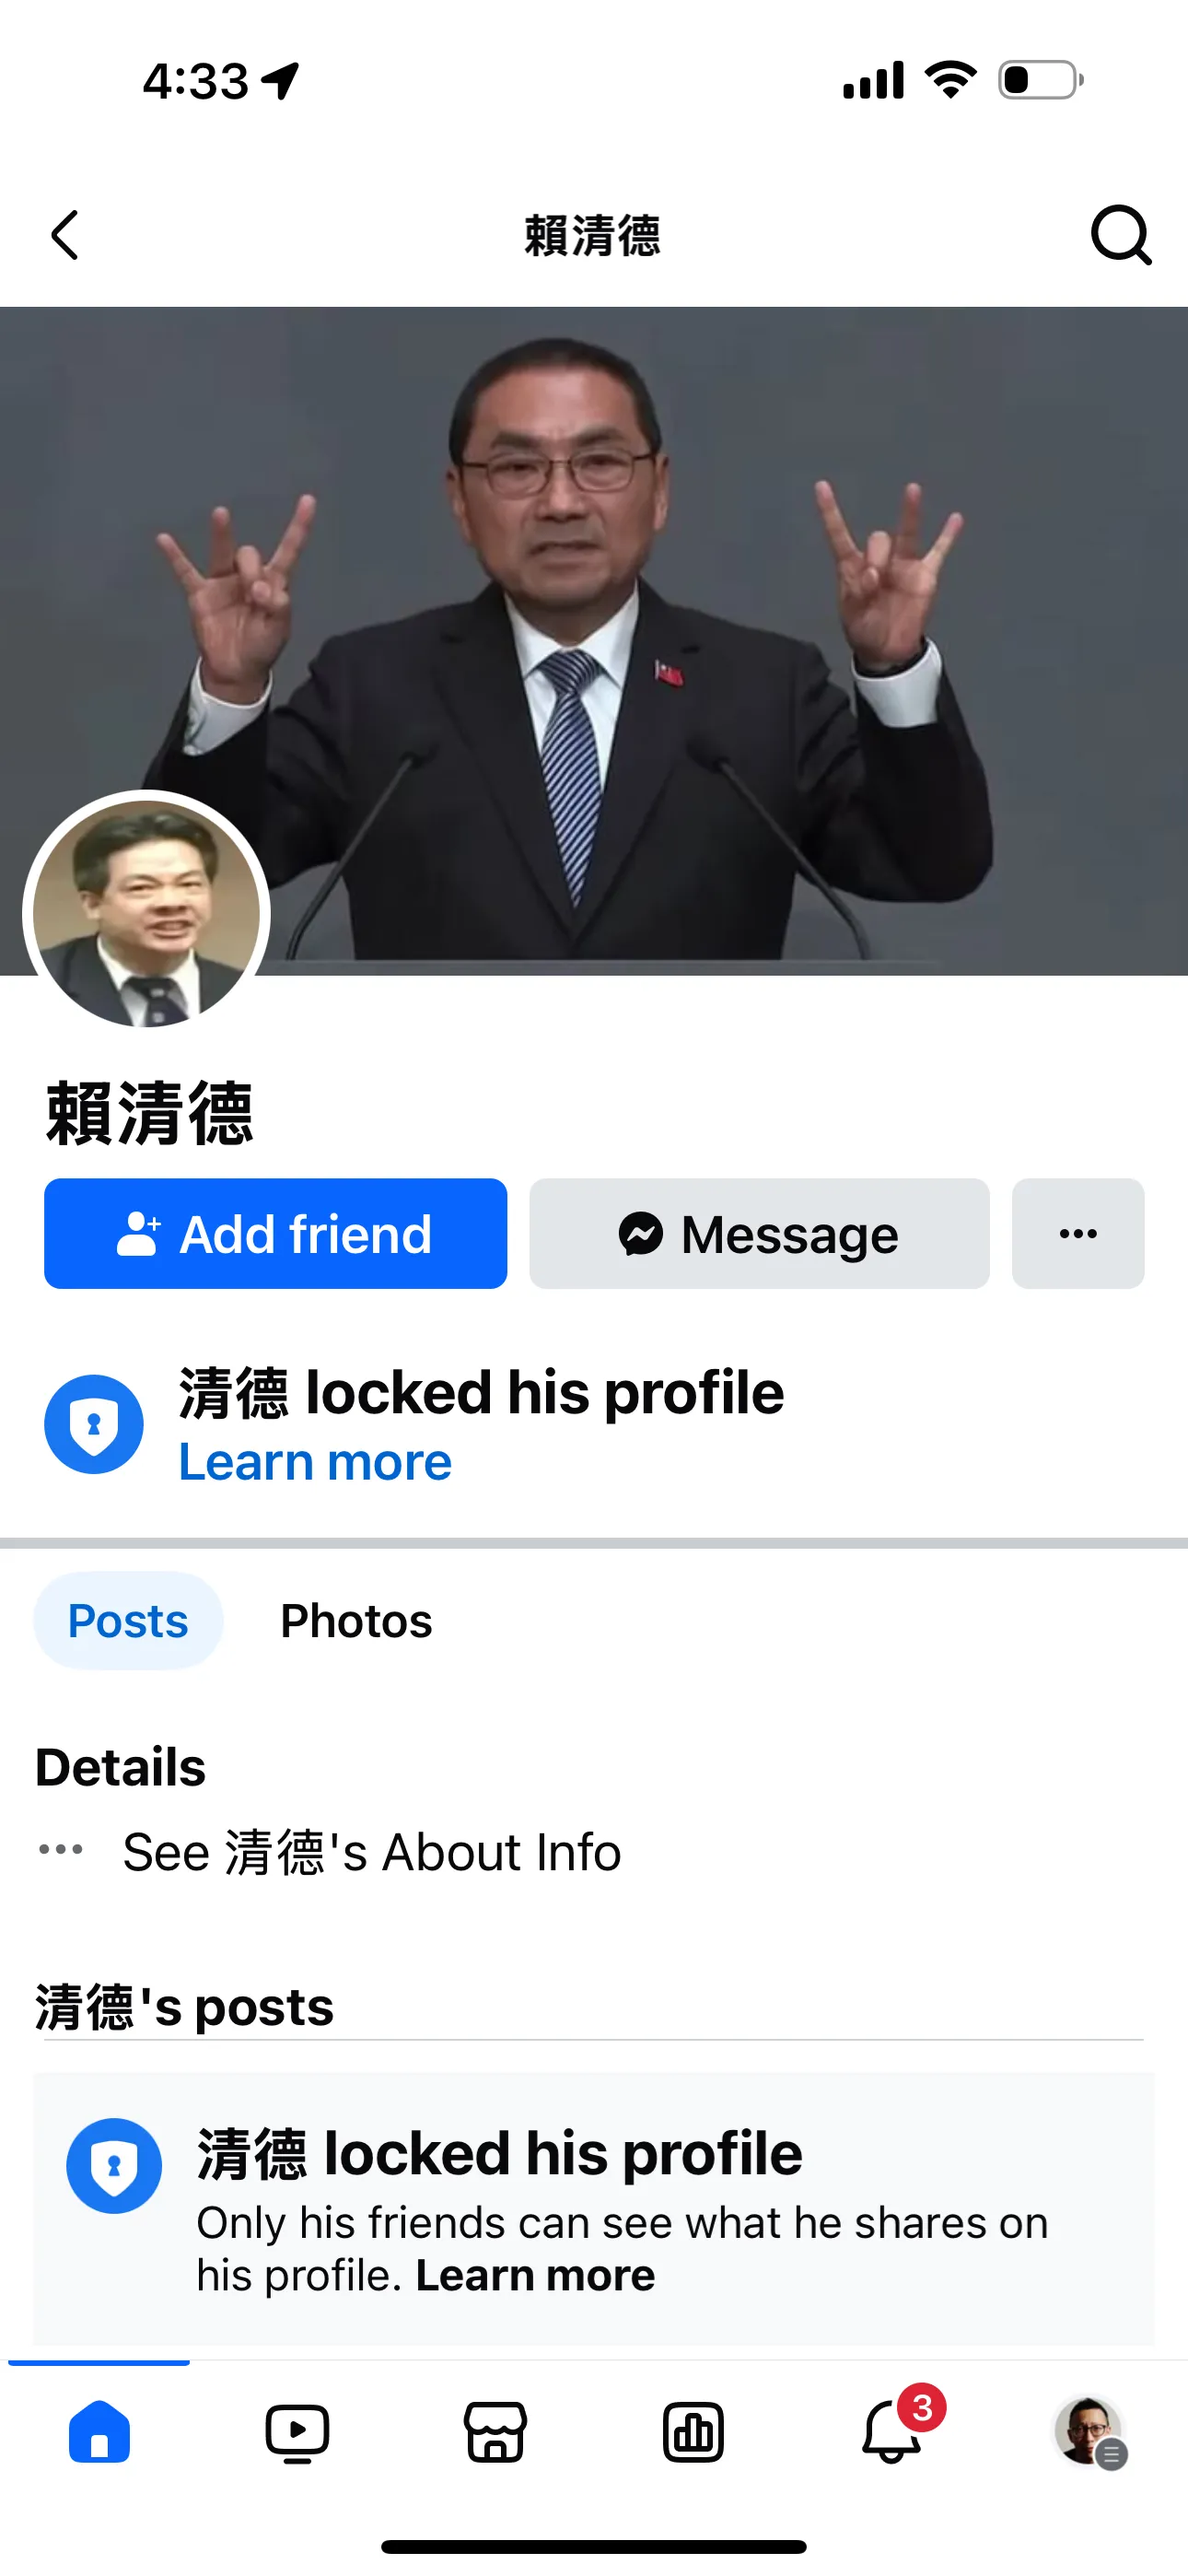 4:33
賴清德
賴清德
Add friend
Message
清德 locked his profile
Learn more
Posts
Photos
Details
See 清德's About Info
清德's posts
清德 locked his profile
Only his friends can see what he shares on
his profile. Learn more
3